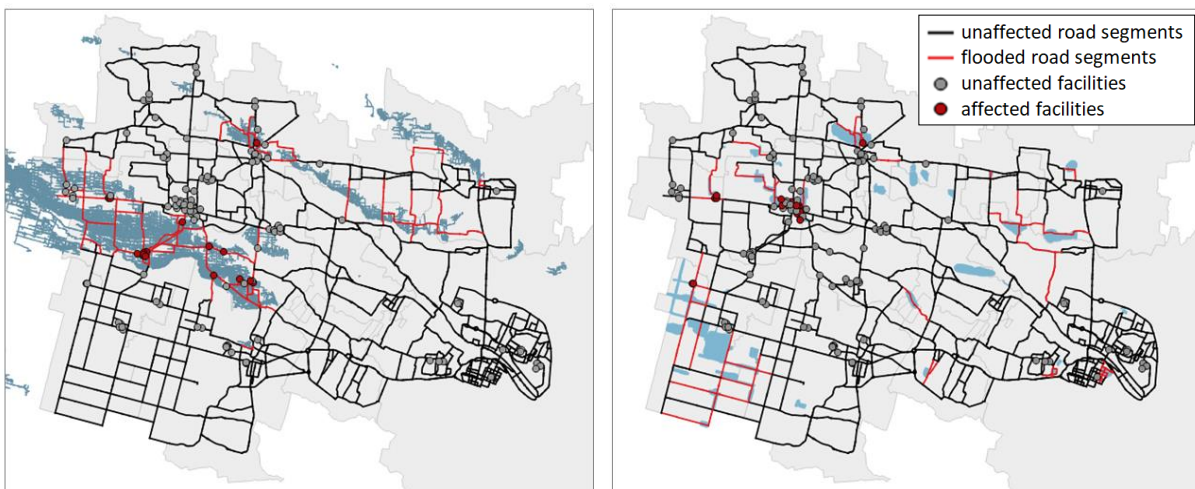 unaffected road segments
flooded road segments
unaffected facilities
affected facilities